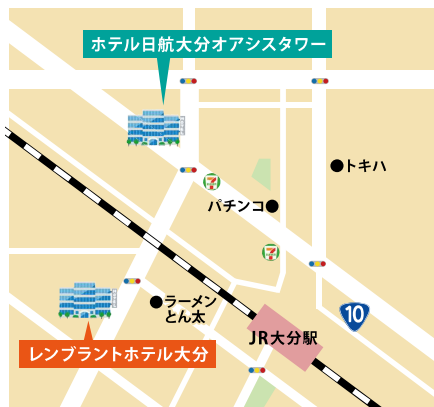 ホテル日航大分オアシスタワー
トキハ
7
パチンコ
7
10
ラーメン
とん太
JR大分駅
レンブラントホテル大分